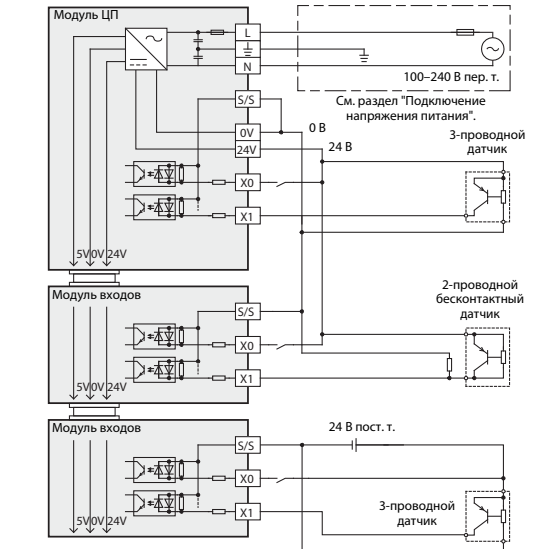 Модуль ЦП
L
N
100–240 В пер. т.
См. раздел "Подключение
напряжения питания".
S/S
0V
0 В
24V
24 В
3-проводной
датчик
X0
X1
5V 0V 24V
Модуль входов
2-проводной
бесконтактный
датчик
S/S
X0
X1
5V 0V 24V
Модуль входов
24 В пост. т.
S/S
X0
3-проводной
датчик
X1
5V 0V 24V